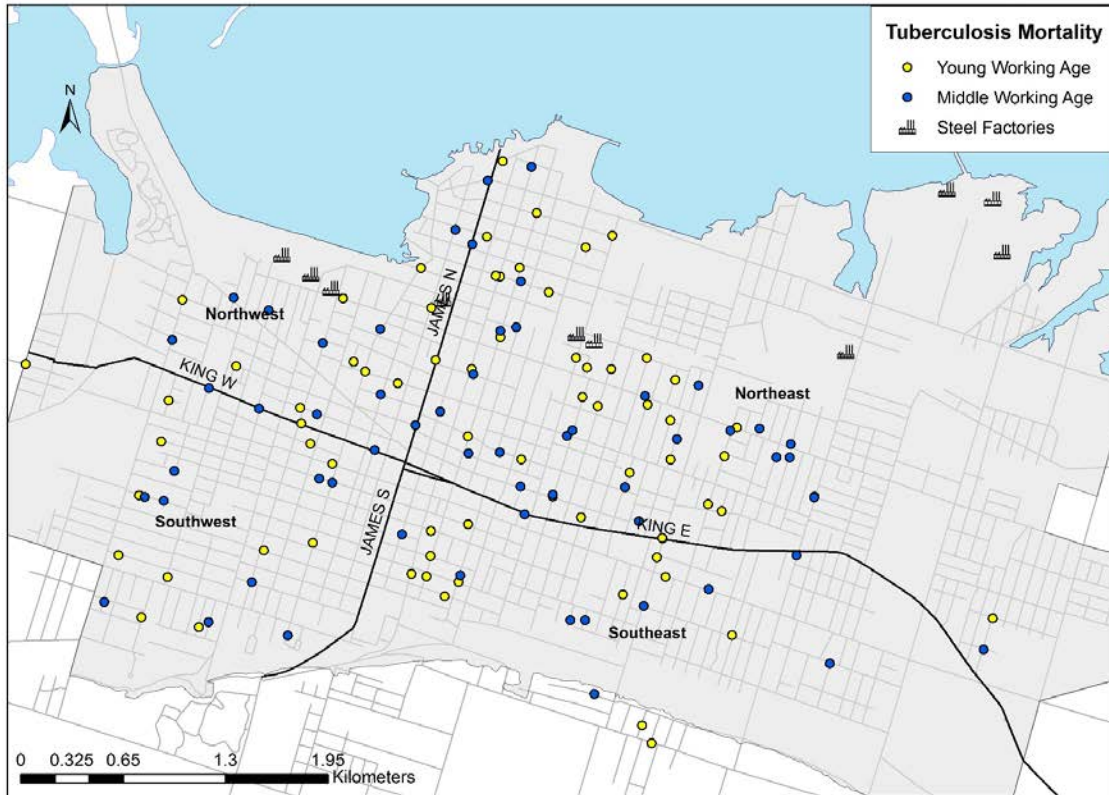 Tuberculosis Mortality
Young Working Age
Middle Working Age
Steel Factories
N
JAMES N
Northwest
KING W
Northeast
Southwest
JAMES S
KING E
Southeast
0 0.325 0.65 1.3 1.95
Kilometers